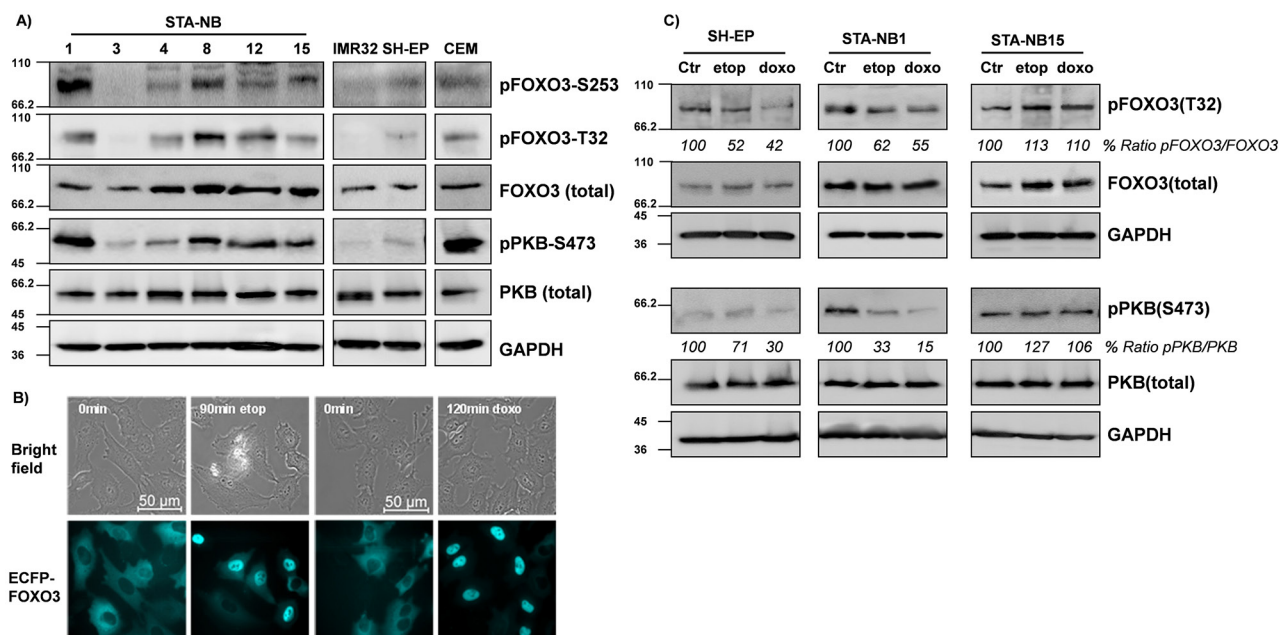 A)
STA-NB
1 3 4 8 12 15 IMR32 SH-EP CEM
110
66.2
pFOXO3-S253
110
66.2
pFOXO3-T32
110
66.2
FOXO3 (total)
66.2
45
pPKB-S473
66.2
45
PKB (total)
45
36
GAPDH
B)
0min 90min etop 0min 120min doxo
Bright
field
50 µm 50 µm
ECFP-
FOXO3
C)
SH-EP STA-NB1 STA-NB15
Ctr etop doxo Ctr etop doxo Ctr etop doxo
110
66.2
pFOXO3(T32)
100 52 42 100 62 55 100 113 110 % Ratio pFOXO3/FOXO3
110
66.2
FOXO3(total)
45
36
GAPDH
66.2
pPKB(S473)
100 71 30 100 33 15 100 127 106 % Ratio pPKB/PKB
66.2
PKB(total)
45
36
GAPDH